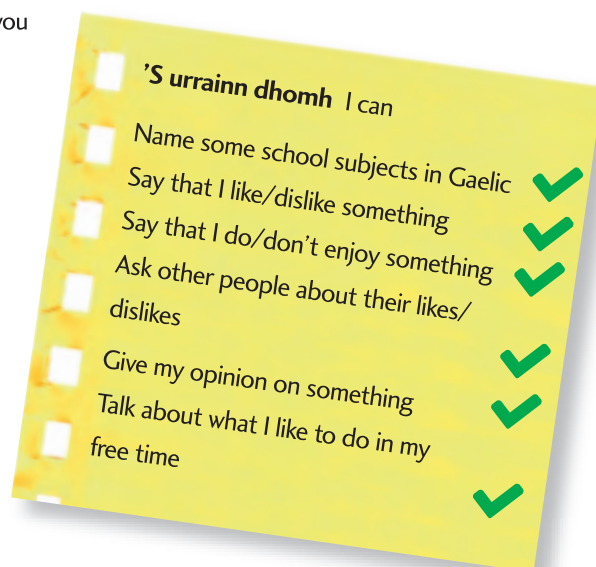 you
’S urrainn dhomh I can
Name some school subjects in Gaelic
Say that I like/dislike something
Say that I do/don’t enjoy something
Ask other people about their likes/
dislikes
Give my opinion on something
Talk about what I like to do in my
free time